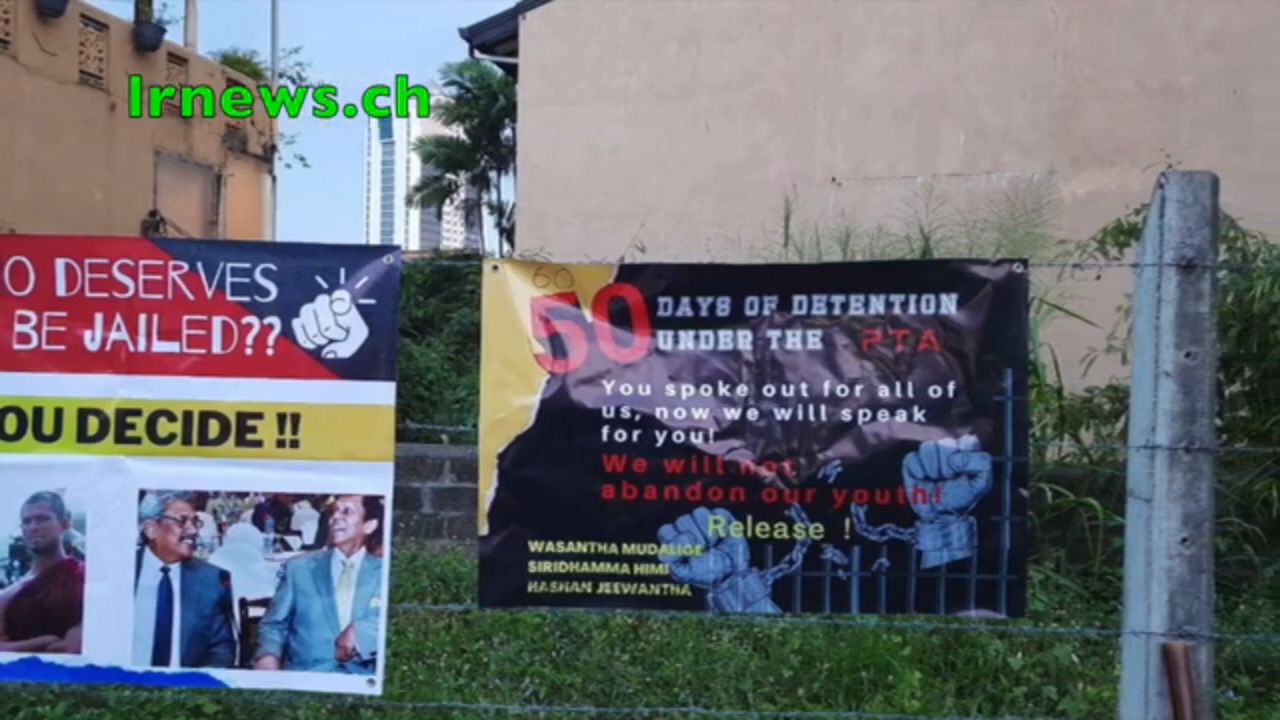 lrnews.ch
O DESERVES
BE JAILED??
OU DECIDE !!
60
50 DAYS OF DETENTION
UNDER THE PTA
You spoke out for all of
us, now we will speak
for you!
We will not
abandon our youth!
Release !
WASANTHA MUDALIGE
SIRIDHAMMA HIMI
HASHAN JEEWANTHA